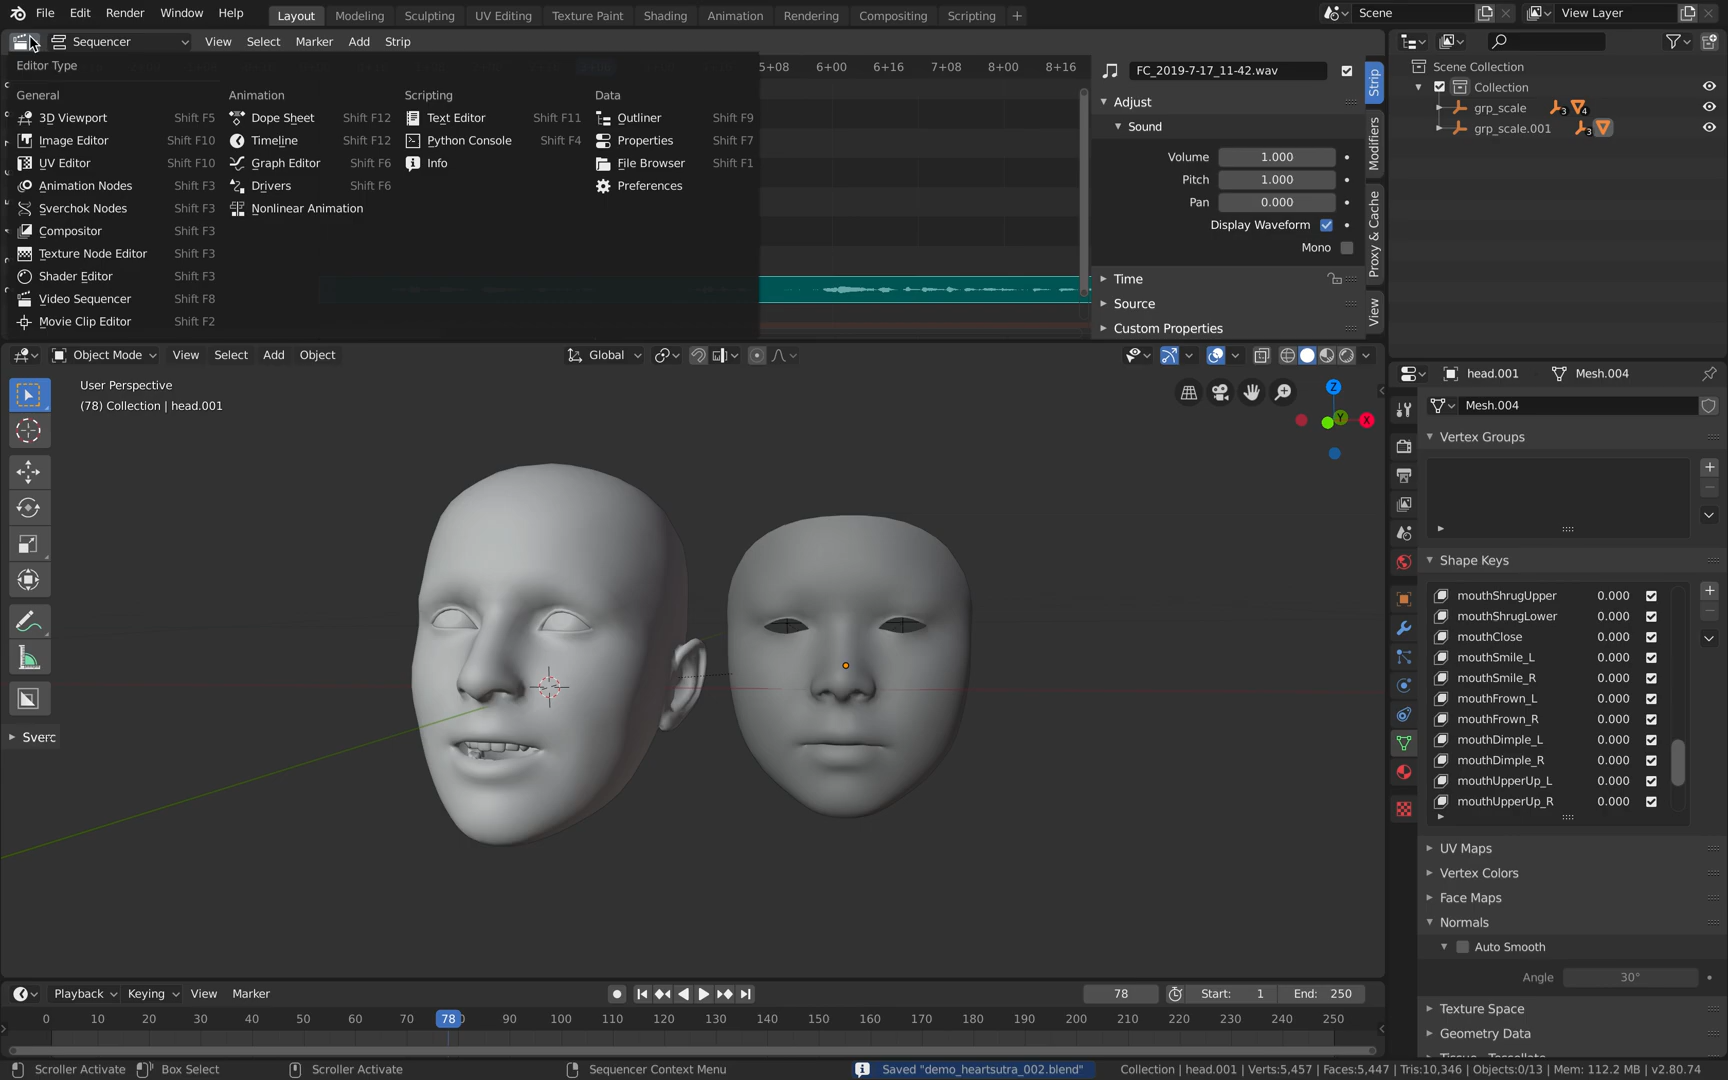 File Edit Render Window Help Layout Modeling Sculpting UV Editing Texture Paint Shading Animation Rendering Compositing Scripting + Scene View Layer
Sequencer View Select Marker Add Strip
Editor Type
5+08 6+00 6+16 7+08 8+00 8+16
General
3D Viewport Shift F5
Image Editor Shift F10
UV Editor Shift F10
Animation Nodes Shift F3
Sverchok Nodes Shift F3
Compositor Shift F3
Texture Node Editor Shift F3
Shader Editor Shift F3
Video Sequencer Shift F8
Movie Clip Editor Shift F2
Animation
Dope Sheet Shift F12
Timeline Shift F12
Graph Editor Shift F6
Drivers Shift F6
Nonlinear Animation
Scripting
Text Editor Shift F11
Python Console Shift F4
Info
Data
Outliner Shift F9
Properties Shift F7
File Browser Shift F1
Preferences
FC_2019-7-17_11-42.wav
Adjust
Sound
Volume 1.000
Pitch 1.000
Pan 0.000
Display Waveform
Mono
Time
Source
Custom Properties
Strip
Modifiers
Proxy & Cache
View
Scene Collection
Collection
grp_scale 3 4
grp_scale.001 3
Object Mode View Select Add Object Global
User Perspective
(78) Collection | head.001
Z
Y
X
Sverc
head.001 Mesh.004
Mesh.004
Vertex Groups
Shape Keys
mouthShrugUpper 0.000
mouthShrugLower 0.000
mouthClose 0.000
mouthSmile_L 0.000
mouthSmile_R 0.000
mouthFrown_L 0.000
mouthFrown_R 0.000
mouthDimple_L 0.000
mouthDimple_R 0.000
mouthUpperUp_L 0.000
mouthUpperUp_R 0.000
UV Maps
Vertex Colors
Face Maps
Normals
Auto Smooth
Angle 30°
Texture Space
Geometry Data
Playback Keying View Marker 78 Start: 1 End: 250
0 10 20 30 40 50 60 70 78 90 100 110 120 130 140 150 160 170 180 190 200 210 220 230 240 250
Scroller Activate Box Select Scroller Activate Sequencer Context Menu Saved "demo_heartsutra_002.blend" Collection | head.001 | Verts:5,457 | Faces:5,447 | Tris:10,346 | Objects:0/13 | Mem: 112.2 MB | v2.80.74